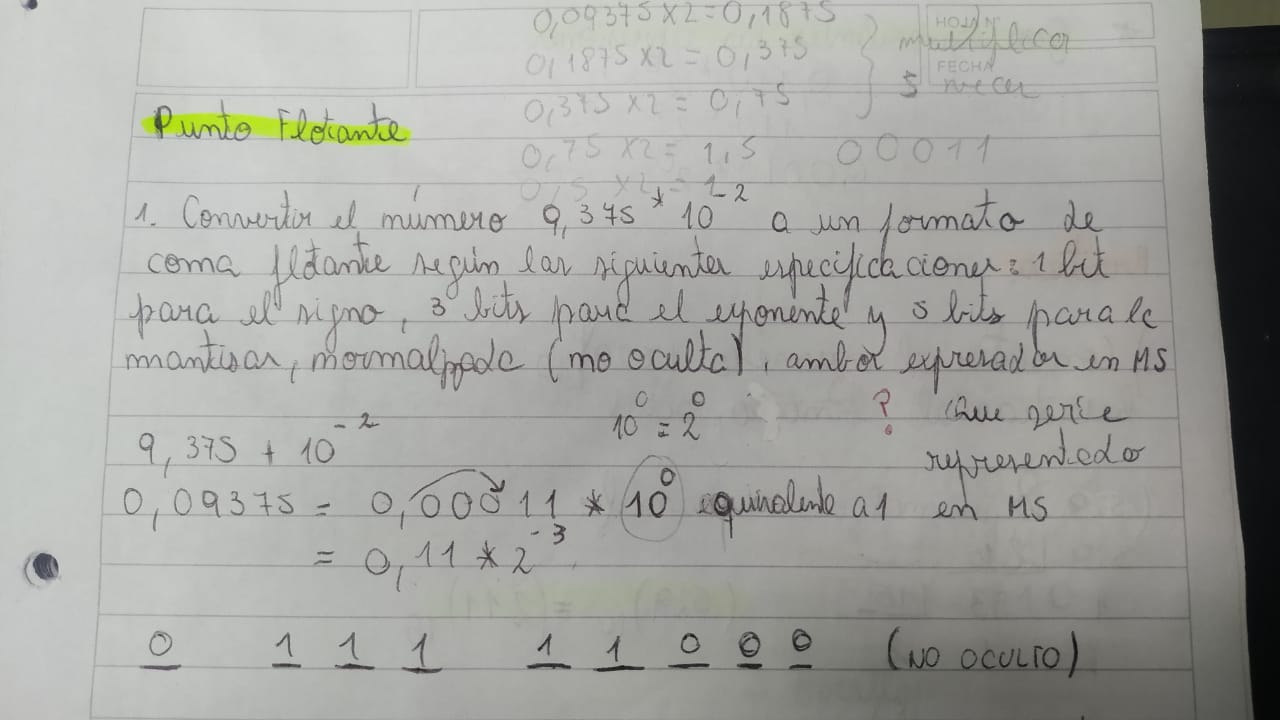 0,09375 x 2 = 0,1875
HOJA N°
multiplicar
0,1875 x 2 = 0,375
FECHA
5 vecer
0,375 x 2 = 0,75
Punto Flotante
0,75 x 2 = 1,5 00011
0,5 x 2 = 1
1. Convertir el número 9,375 * 10^-2 a un formato de
coma flotante según las siguientes especificaciones: 1 bit
para el signo, 3 bits para el exponente y 5 bits para la
mantisa, normalizada (no oculta), ambos expresados en MS
10^0 = 2^0 ? Que serie
9,375 + 10^-2 representado
0,09375 = 0,00011 * 10^0 equivalente a 1 en MS
= 0,11 * 2^-3
0 1 1 1 1 1 0 0 0 (NO OCULTO)